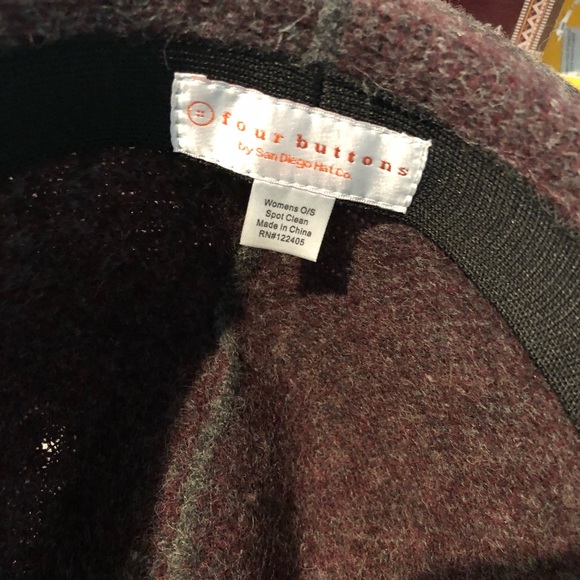 four buttons
by San Diego Hat Co.
Womens O/S
Spot Clean
Made In China
RN#122405